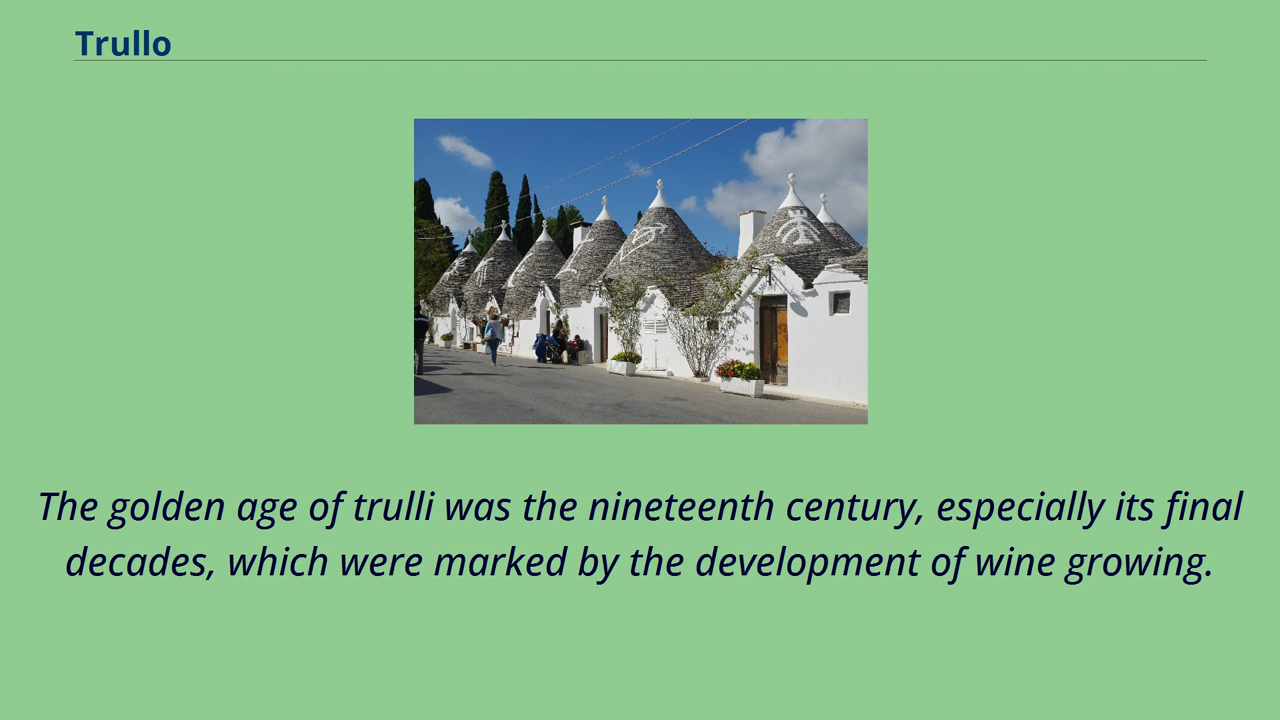 Trullo
The golden age of trulli was the nineteenth century, especially its final
decades, which were marked by the development of wine growing.